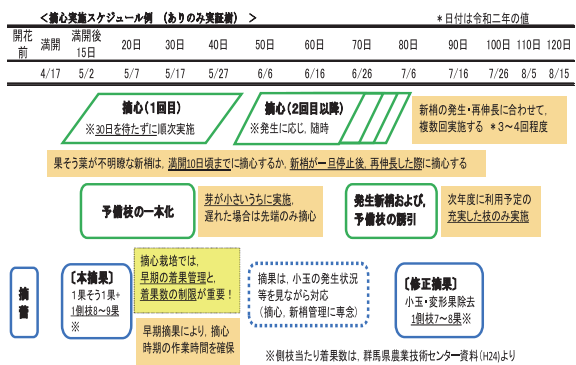 ＜摘心実施スケジュール例 （ありのみ実証樹） ＞
＊日付は令和二年の値
開花前 満開 満開後15日 20日 30日 40日 50日 60日 70日 80日 90日 100日 110日 120日
4/17 5/2 5/7 5/17 5/27 6/6 6/16 6/26 7/6 7/16 7/26 8/5 8/15
摘心（１回目）
※30日を待たずに順次実施
摘心（２回目以降）
※発生に応じ、随時
新梢の発生・再伸長に合わせて，
複数回実施する ＊３～４回程度
果そう葉が不明瞭な新梢は，満開10日頃までに摘心するか，新梢が一旦停止後，再伸長した際に摘心する
予備枝の一本化
芽が小さいうちに実施，
遅れた場合は先端のみ摘心
発生新梢および，
予備枝の誘引
次年度に利用予定の
充実した枝のみ実施
摘
蕾
〔本摘果〕
１果そう１果+
１側枝８～９果
※
摘心栽培では，
早期の着果管理と，
着果数の制限が重要！
早期摘果により，摘心
時期の作業時間を確保
摘果は，小玉の発生状況
等を見ながら対応
（摘心，新梢管理に専念）
〔修正摘果〕
小玉・変形果除去
１側枝７～８果※
※側枝当たり着果数は，群馬県農業技術センター資料（H24）より